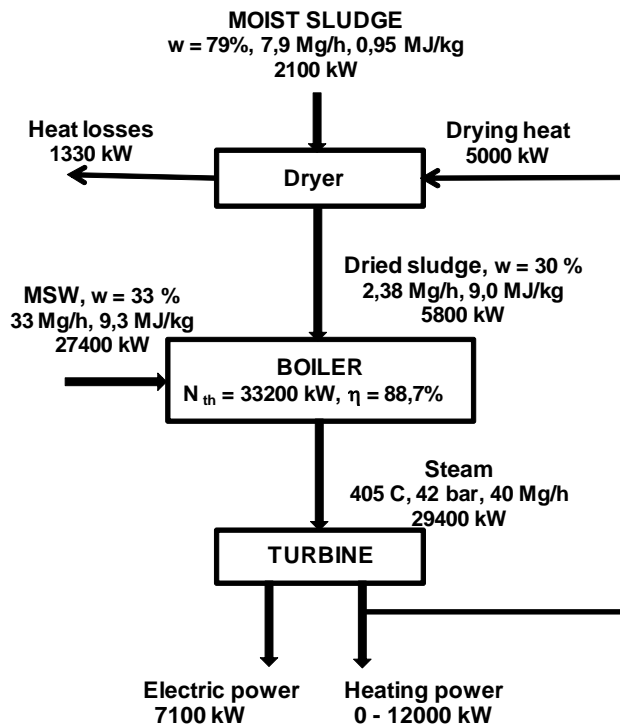 MOIST SLUDGE
w = 79%, 7,9 Mg/h, 0,95 MJ/kg
2100 kW
Heat losses
1330 kW
Drying heat
5000 kW
Dryer
Dried sludge, w = 30 %
2,38 Mg/h, 9,0 MJ/kg
5800 kW
MSW, w = 33 %
33 Mg/h, 9,3 MJ/kg
27400 kW
BOILER
N th = 33200 kW, η = 88,7%
Steam
405 C, 42 bar, 40 Mg/h
29400 kW
TURBINE
Electric power
7100 kW
Heating power
0 - 12000 kW